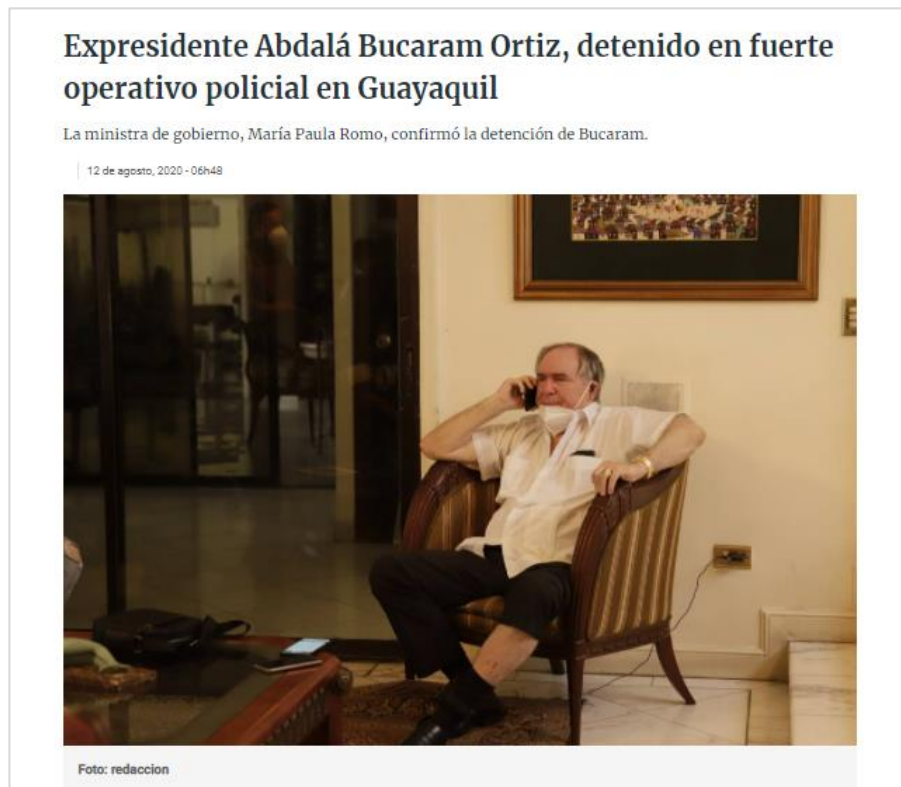 Expresidente Abdalá Bucaram Ortiz, detenido en fuerte
operativo policial en Guayaquil
La ministra de gobierno, María Paula Romo, confirmó la detención de Bucaram.
12 de agosto, 2020 - 06h48
Foto: redaccion